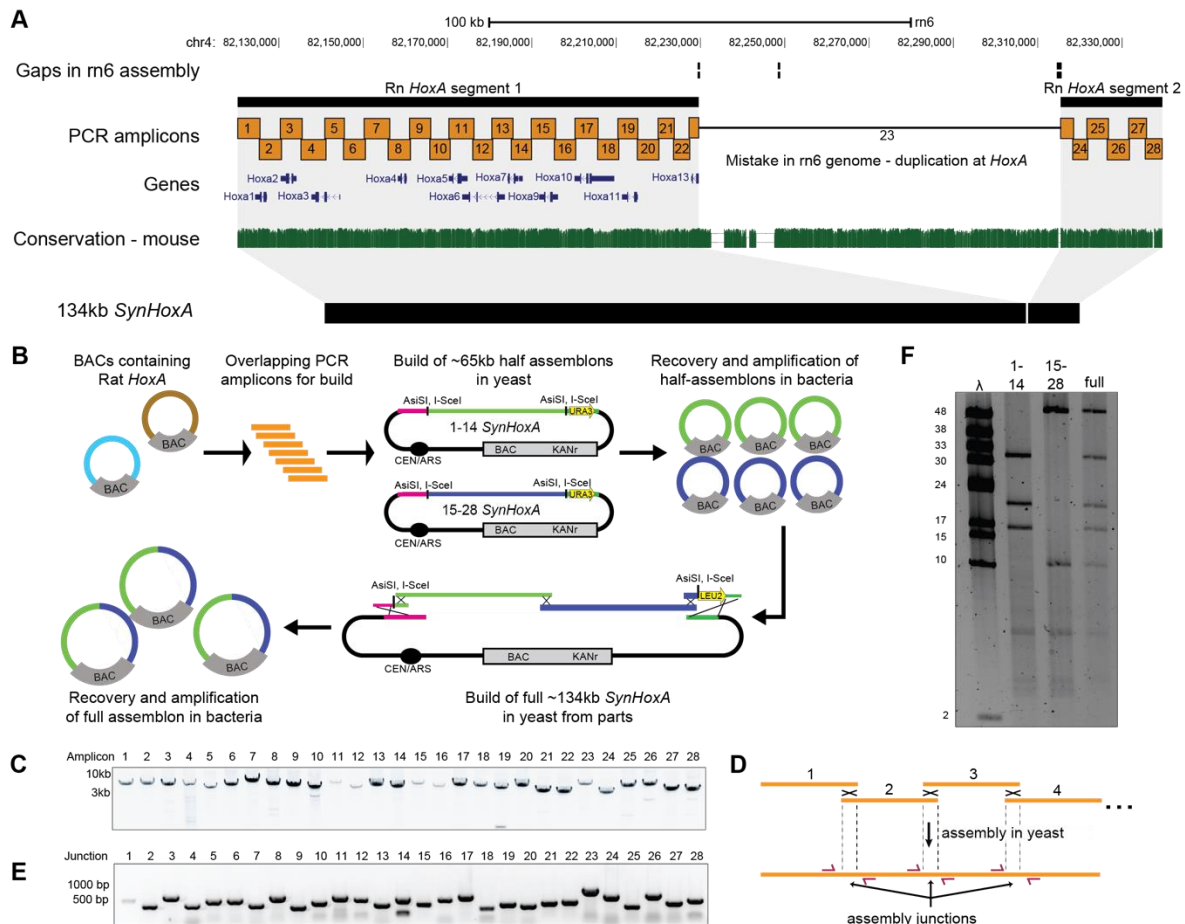 A
100 kb
rn6
chr4: 82,130,000| 82,150,000| 82,170,000| 82,190,000| 82,210,000| 82,230,000| 82,250,000| 82,270,000| 82,290,000| 82,310,000| 82,330,000|
Gaps in rn6 assembly
Rn HoxA segment 1
Rn HoxA segment 2
PCR amplicons
1 3 5 7 9 11 13 15 17 19 21 25 27
2 4 6 8 10 12 14 16 18 20 22 24 26 28
23
Mistake in rn6 genome - duplication at HoxA
Genes
Hoxa2 Hoxa4 Hoxa5 Hoxa7 Hoxa10 Hoxa13
Hoxa1 Hoxa3 Hoxa6 Hoxa9 Hoxa11
Conservation - mouse
134kb SynHoxA
B
BACs containing
Rat HoxA
BAC
BAC
Overlapping PCR
amplicons for build
Build of ~65kb half assemblons
in yeast
AsiSI, I-SceI AsiSI, I-SceI
URA3
1-14 SynHoxA
BAC KANr
CEN/ARS
AsiSI, I-SceI AsiSI, I-SceI
URA3
15-28 SynHoxA
BAC KANr
CEN/ARS
Recovery and amplification of
half-assemblons in bacteria
BAC BAC BAC
BAC BAC BAC
AsiSI, I-SceI
AsiSI, I-SceI
LEU2
CEN/ARS
BAC KANr
Build of full ~134kb SynHoxA
in yeast from parts
BAC
BAC
BAC
Recovery and amplification
of full assemblon in bacteria
F
λ
1-
14
15-
28
full
48
38
33
30
24
17
15
10
2
C
Amplicon 1 2 3 4 5 6 7 8 9 10 11 12 13 14 15 16 17 18 19 20 21 22 23 24 25 26 27 28
10kb
3kb
D
1 3
2 4
...
assembly in yeast
assembly junctions
E
Junction 1 2 3 4 5 6 7 8 9 10 11 12 13 14 15 16 17 18 19 20 21 22 23 24 25 26 27 28
1000 bp
500 bp